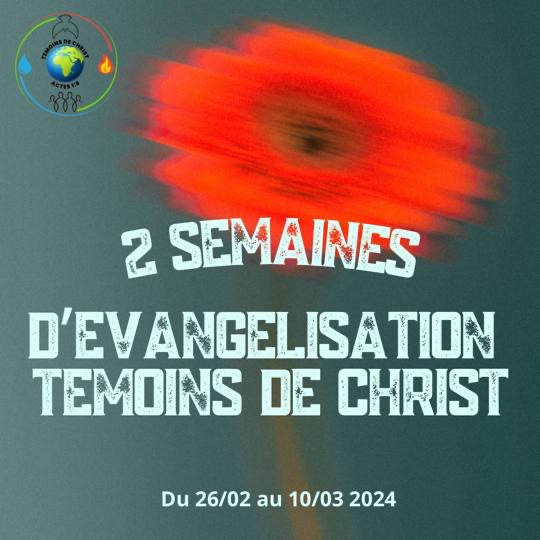 TEMOINS DE CHRIST
ACTES 1:8
2 SEMAINES
D'EVANGELISATION
TEMOINS DE CHRIST
Du 26/02 au 10/03 2024